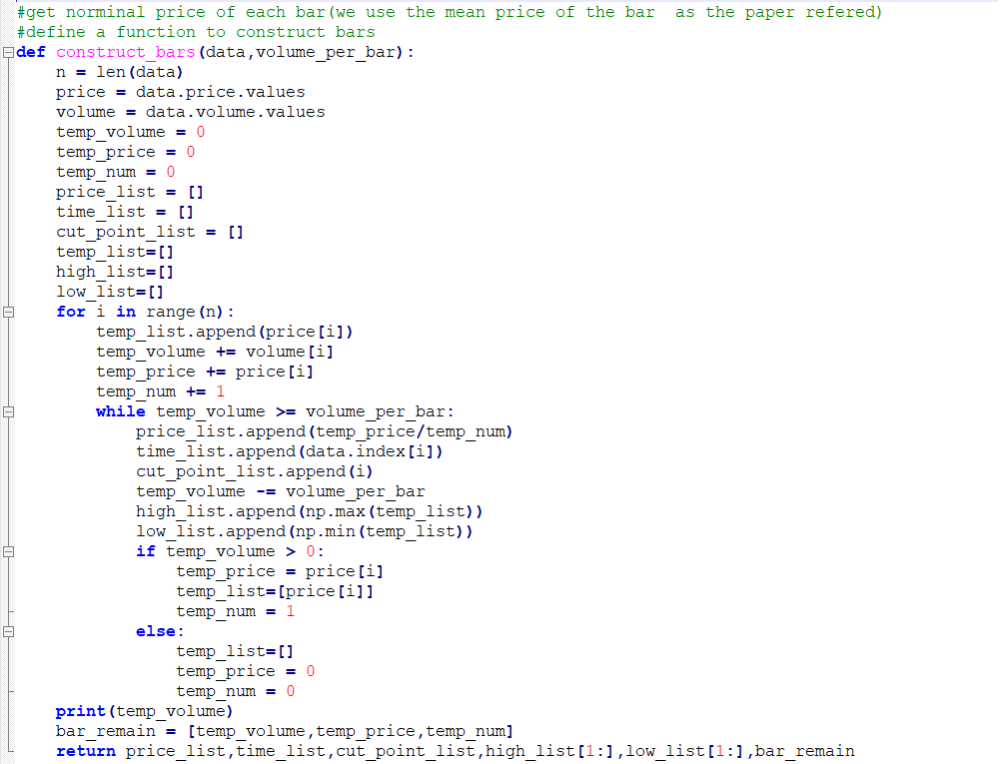 #get norminal price of each bar(we use the mean price of the bar  as the paper refered)
#define a function to construct bars
def construct_bars(data,volume_per_bar):
    n = len(data)
    price = data.price.values
    volume = data.volume.values
    temp_volume = 0
    temp_price = 0
    temp_num = 0
    price_list = []
    time_list = []
    cut_point_list = []
    temp_list=[]
    high_list=[]
    low_list=[]
    for i in range(n):
        temp_list.append(price[i])
        temp_volume += volume[i]
        temp_price += price[i]
        temp_num += 1
        while temp_volume >= volume_per_bar:
            price_list.append(temp_price/temp_num)
            time_list.append(data.index[i])
            cut_point_list.append(i)
            temp_volume -= volume_per_bar
            high_list.append(np.max(temp_list))
            low_list.append(np.min(temp_list))
            if temp_volume > 0:
                temp_price = price[i]
                temp_list=[price[i]]
                temp_num = 1
            else:
                temp_list=[]
                temp_price = 0
                temp_num = 0
    print(temp_volume)
    bar_remain = [temp_volume,temp_price,temp_num]
    return price_list,time_list,cut_point_list,high_list[1:],low_list[1:],bar_remain